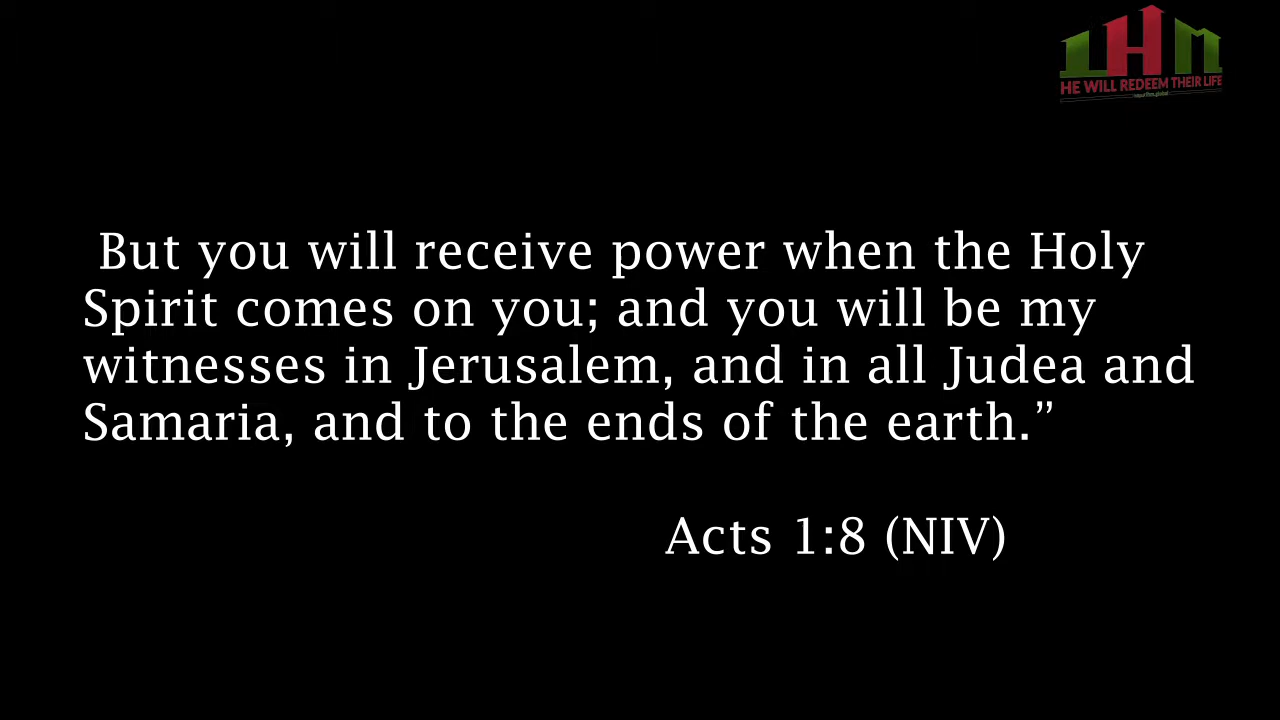 IHM
HE WILL REDEEM THEIR LIFE
But you will receive power when the Holy
Spirit comes on you; and you will be my
witnesses in Jerusalem, and in all Judea and
Samaria, and to the ends of the earth.”
Acts 1:8 (NIV)